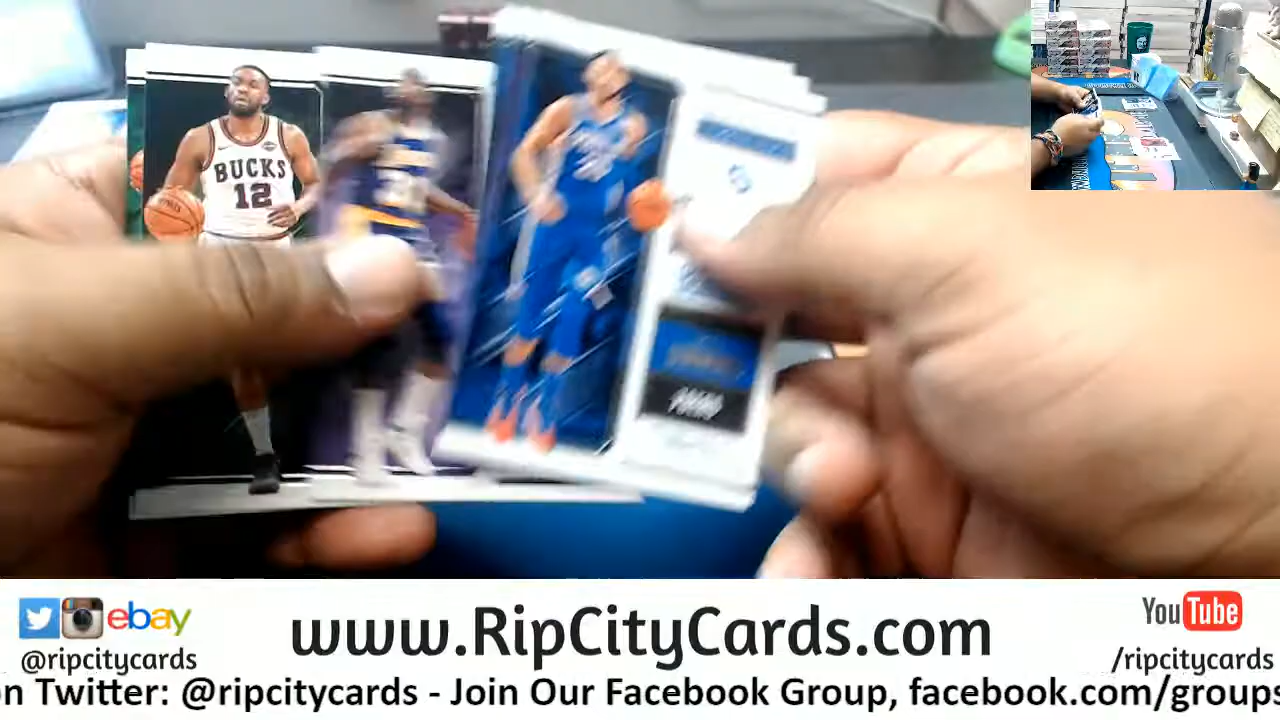 BUCKS
12
ebay
@ripcitycards
www.RipCityCards.com
YouTube
/ripcitycards
n Twitter: @ripcitycards - Join Our Facebook Group, facebook.com/groups